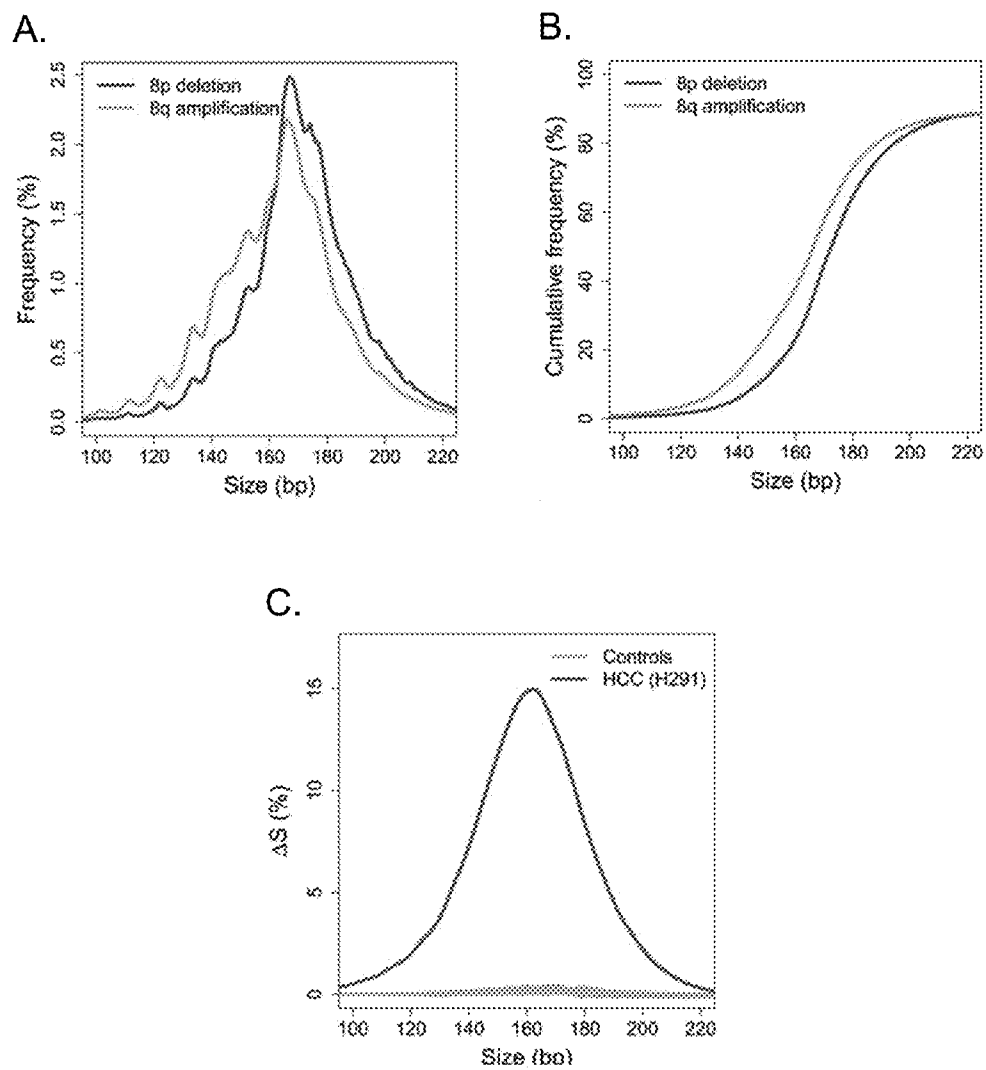 A.
8p deletion
8q amplification
Frequency (%)
0.0 0.5 1.0 1.5 2.0 2.5
100 120 140 160 180 200 220
Size (bp)
B.
8p deletion
8q amplification
Cumulative frequency (%)
0 20 40 60 80 100
100 120 140 160 180 200 220
Size (bp)
C.
Controls
HCC (H291)
ΔS (%)
0 5 10 15
100 120 140 160 180 200 220
Size (bp)